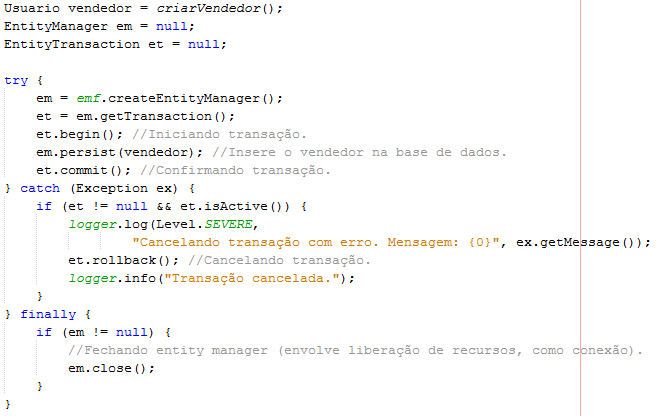 Usuario vendedor = criarVendedor();
EntityManager em = null;
EntityTransaction et = null;
try {
em = emf.createEntityManager();
et = em.getTransaction();
et.begin(); //Iniciando transação.
em.persist(vendedor); //Insere o vendedor na base de dados.
et.commit(); //Confirmando transação.
} catch (Exception ex) {
if (et != null && et.isActive()) {
logger.log(Level.SEVERE,
"Cancelando transação com erro. Mensagem: {0}", ex.getMessage());
et.rollback(); //Cancelando transação.
logger.info("Transação cancelada.");
}
} finally {
if (em != null) {
//Fechando entity manager (envolve liberação de recursos, como conexão).
em.close();
}
}